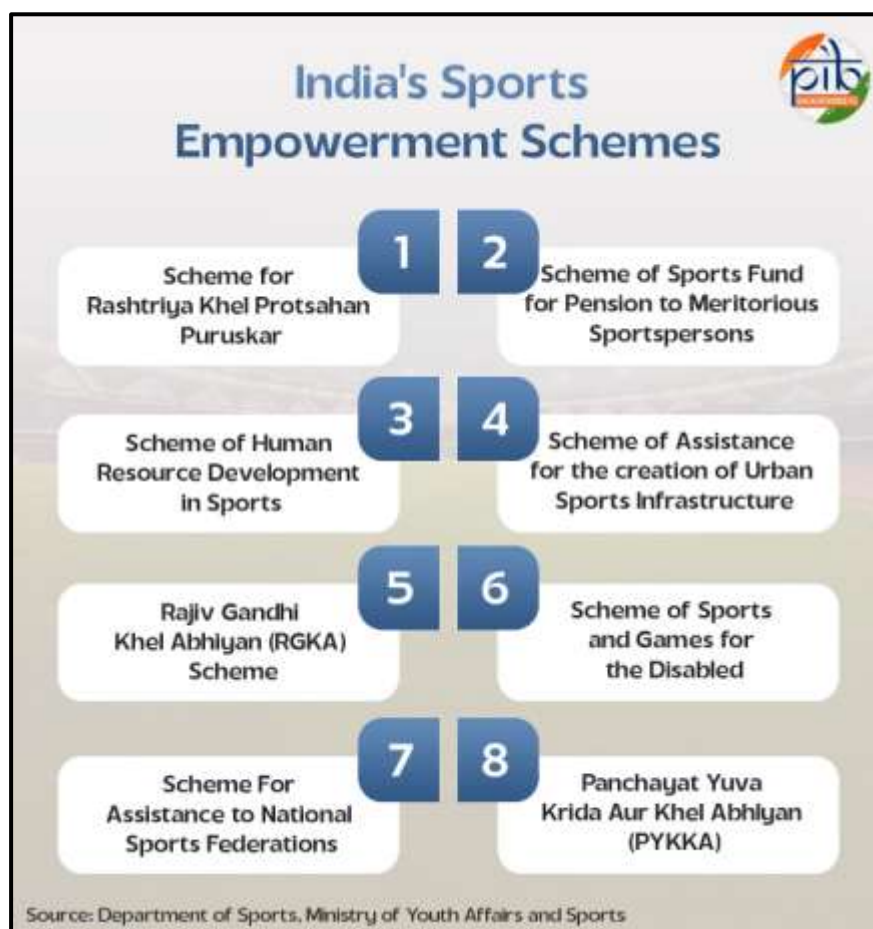 pib
India's Sports
Empowerment Schemes
1
Scheme for
Rashtriya Khel Protsahan
Puruskar
2
Scheme of Sports Fund
for Pension to Meritorious
Sportspersons
3
Scheme of Human
Resource Development
in Sports
4
Scheme of Assistance
for the creation of Urban
Sports Infrastructure
5
Rajiv Gandhi
Khel Abhiyan (RGKA)
Scheme
6
Scheme of Sports
and Games for
the Disabled
7
Scheme For
Assistance to National
Sports Federations
8
Panchayat Yuva
Krida Aur Khel Abhiyan
(PYKKA)
Source: Department of Sports, Ministry of Youth Affairs and Sports